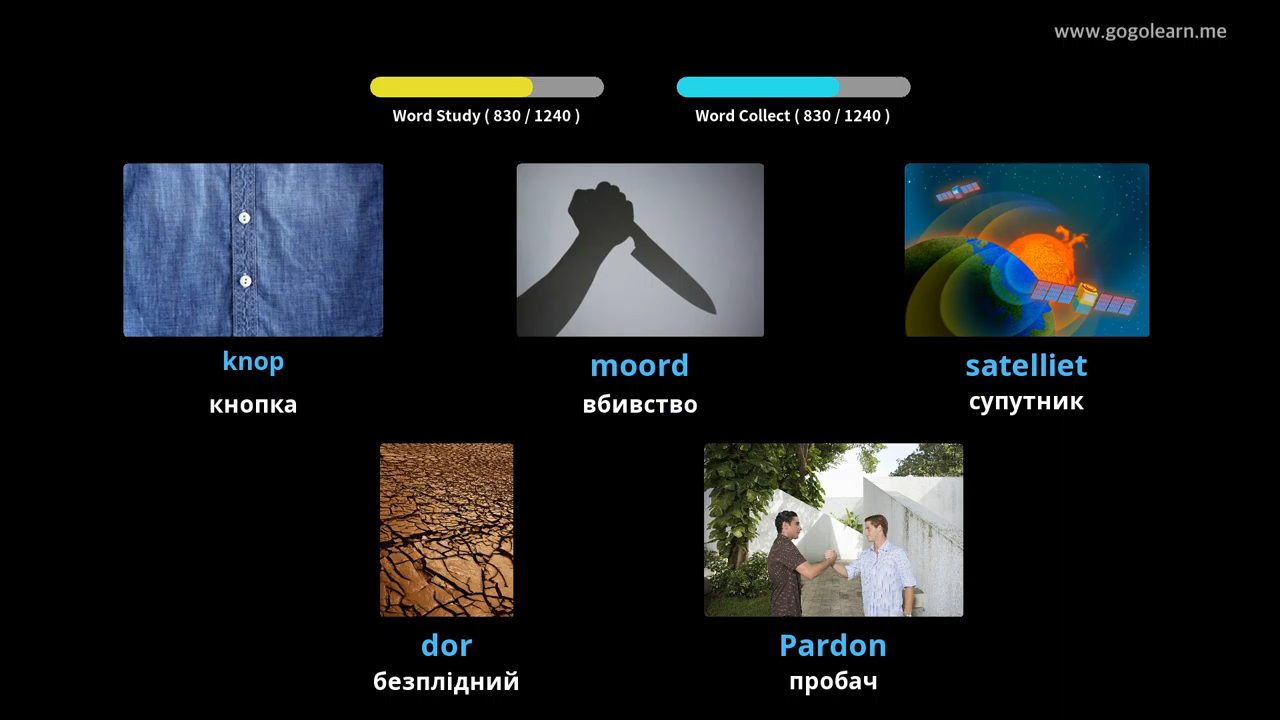 www.gogolearn.me
Word Study ( 830 / 1240 )
Word Collect ( 830 / 1240 )
knop
кнопка
moord
вбивство
satelliet
супутник
dor
безплідний
Pardon
пробач